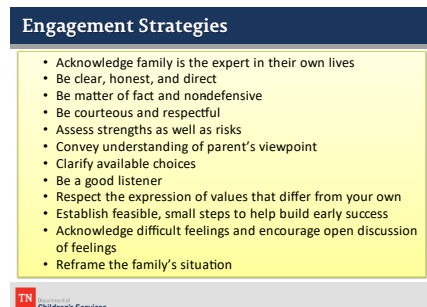 Engagement Strategies
• Acknowledge family is the expert in their own lives
• Be clear, honest, and direct
• Be matter of fact and nondefensive
• Be courteous and respectful
• Assess strengths as well as risks
• Convey understanding of parent's viewpoint
• Clarify available choices
• Be a good listener
• Respect the expression of values that differ from your own
• Establish feasible, small steps to help build early success
• Acknowledge difficult feelings and encourage open discussion
of feelings
• Reframe the family's situation
TN
Department of
Children's Services